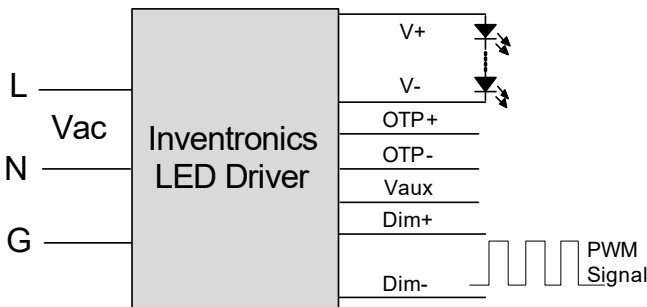 L
Vac
N
G
Inventronics
LED Driver
V+
V-
OTP+
OTP-
Vaux
Dim+
Dim-
PWM
Signal